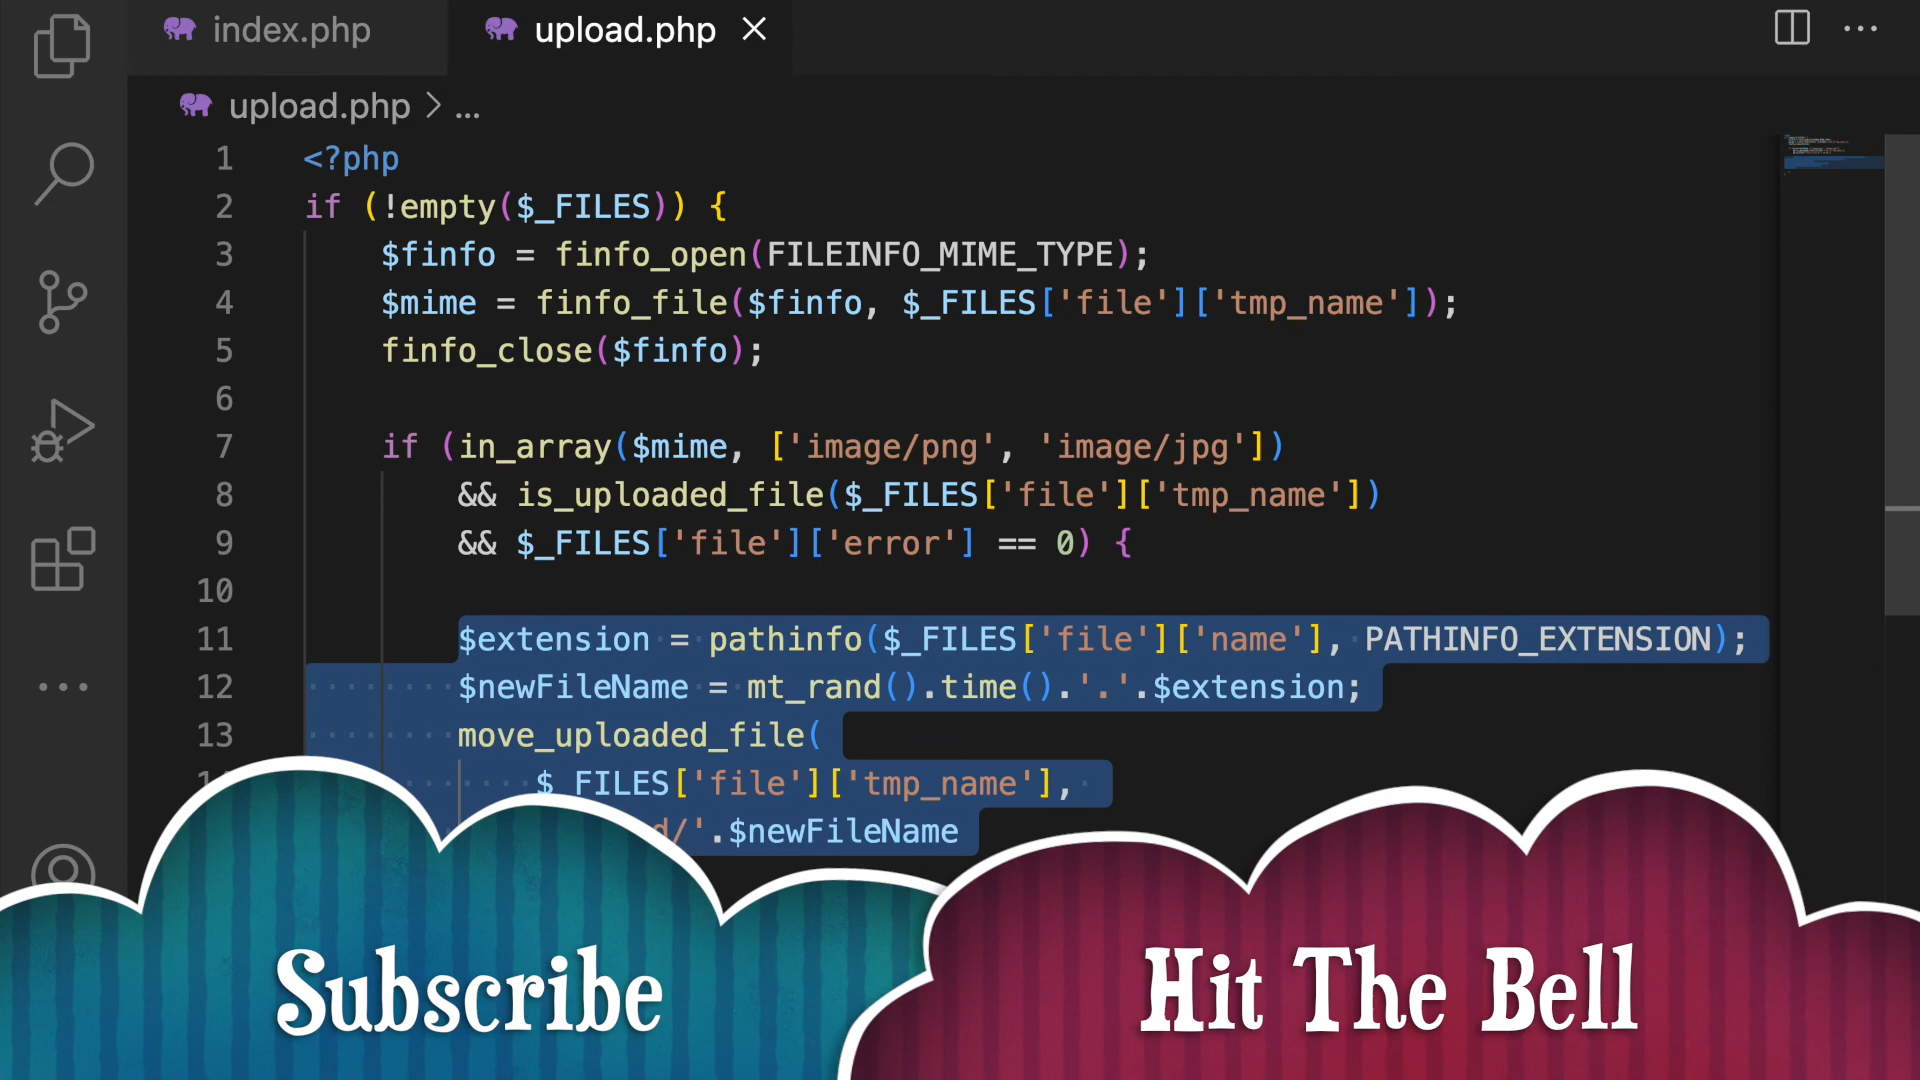 index.php
upload.php
upload.php > ...
1 <?php
2 if (!empty($_FILES)) {
3 $finfo = finfo_open(FILEINFO_MIME_TYPE);
4 $mime = finfo_file($finfo, $_FILES['file']['tmp_name']);
5 finfo_close($finfo);
6
7 if (in_array($mime, ['image/png', 'image/jpg'])
8 && is_uploaded_file($_FILES['file']['tmp_name'])
9 && $_FILES['file']['error'] == 0) {
10
11 $extension = pathinfo($_FILES['file']['name'], PATHINFO_EXTENSION);
12 $newFileName = mt_rand().time().'.'.$extension;
13 move_uploaded_file(
$_FILES['file']['tmp_name'],
d/'.$newFileName
Subscribe
Hit The Bell